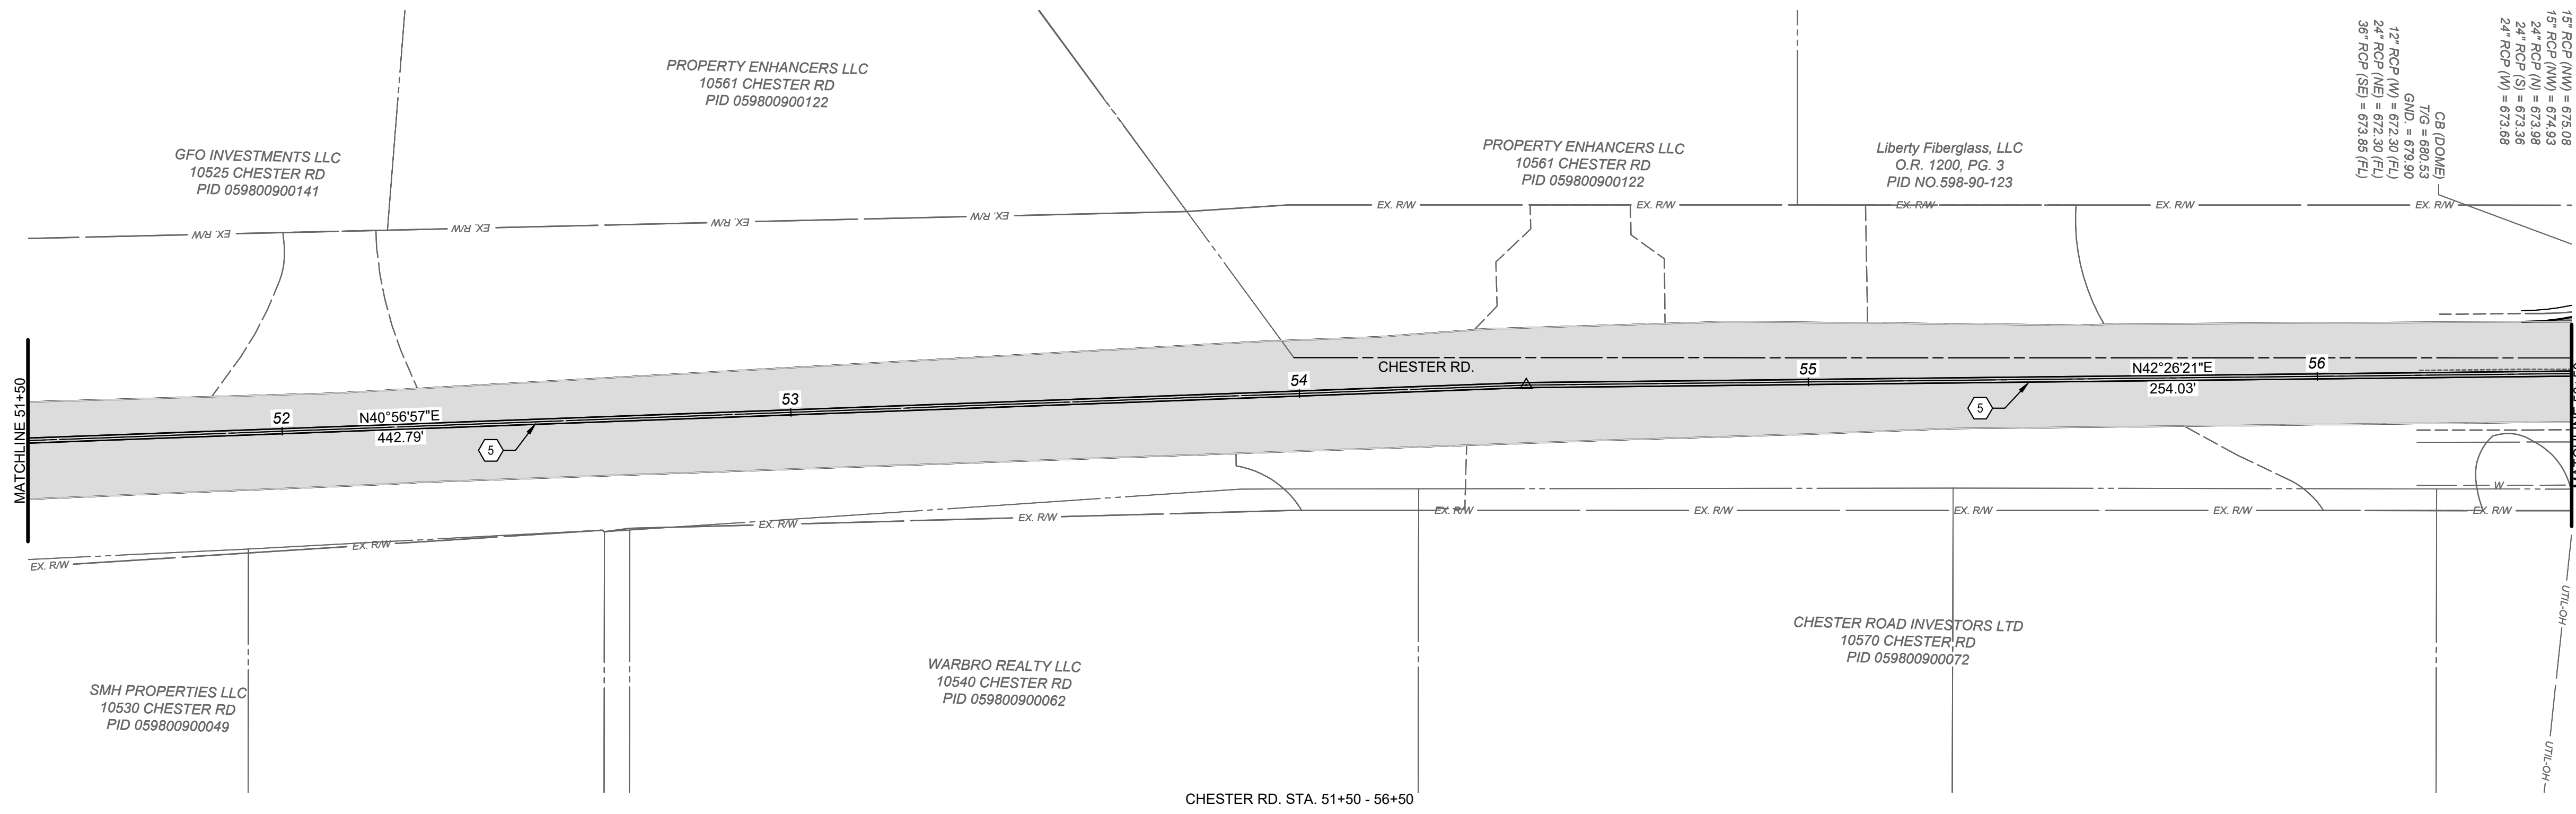 PROPERTY ENHANCERS LLC
10561 CHESTER RD
PID 059800900122
GFO INVESTMENTS LLC
10525 CHESTER RD
PID 059800900141
PROPERTY ENHANCERS LLC
10561 CHESTER RD
PID 059800900122
Liberty Fiberglass, LLC
O.R. 1200, PG. 3
PID NO.598-90-123
CB (DOME)
T/G = 680.53
GND. = 679.90
12" RCP (W) = 672.30 (FL)
24" RCP (NE) = 672.30 (FL)
36" RCP (SE) = 673.85 (FL)
15" RCP (NW) = 675.08
15" RCP (NW) = 674.93
24" RCP (N) = 673.98
24" RCP (S) = 673.36
24" RCP (W) = 673.68
EX. R/W
EX. R/W
EX. R/W
EX. R/W
EX. R/W
EX. R/W
EX. R/W
EX. R/W
EX. R/W
MATCHLINE 51+50
52
N40°56'57"E
442.79'
5
53
54
CHESTER RD.
55
5
N42°26'21"E
254.03'
56
W
EX. R/W
EX. R/W
EX. R/W
EX. R/W
EX. R/W
EX. R/W
EX. R/W
EX. R/W
EX. R/W
UTIL-OH
UTIL-OH
SMH PROPERTIES LLC
10530 CHESTER RD
PID 059800900049
WARBRO REALTY LLC
10540 CHESTER RD
PID 059800900062
CHESTER ROAD INVESTORS LTD
10570 CHESTER RD
PID 059800900072
CHESTER RD. STA. 51+50 - 56+50